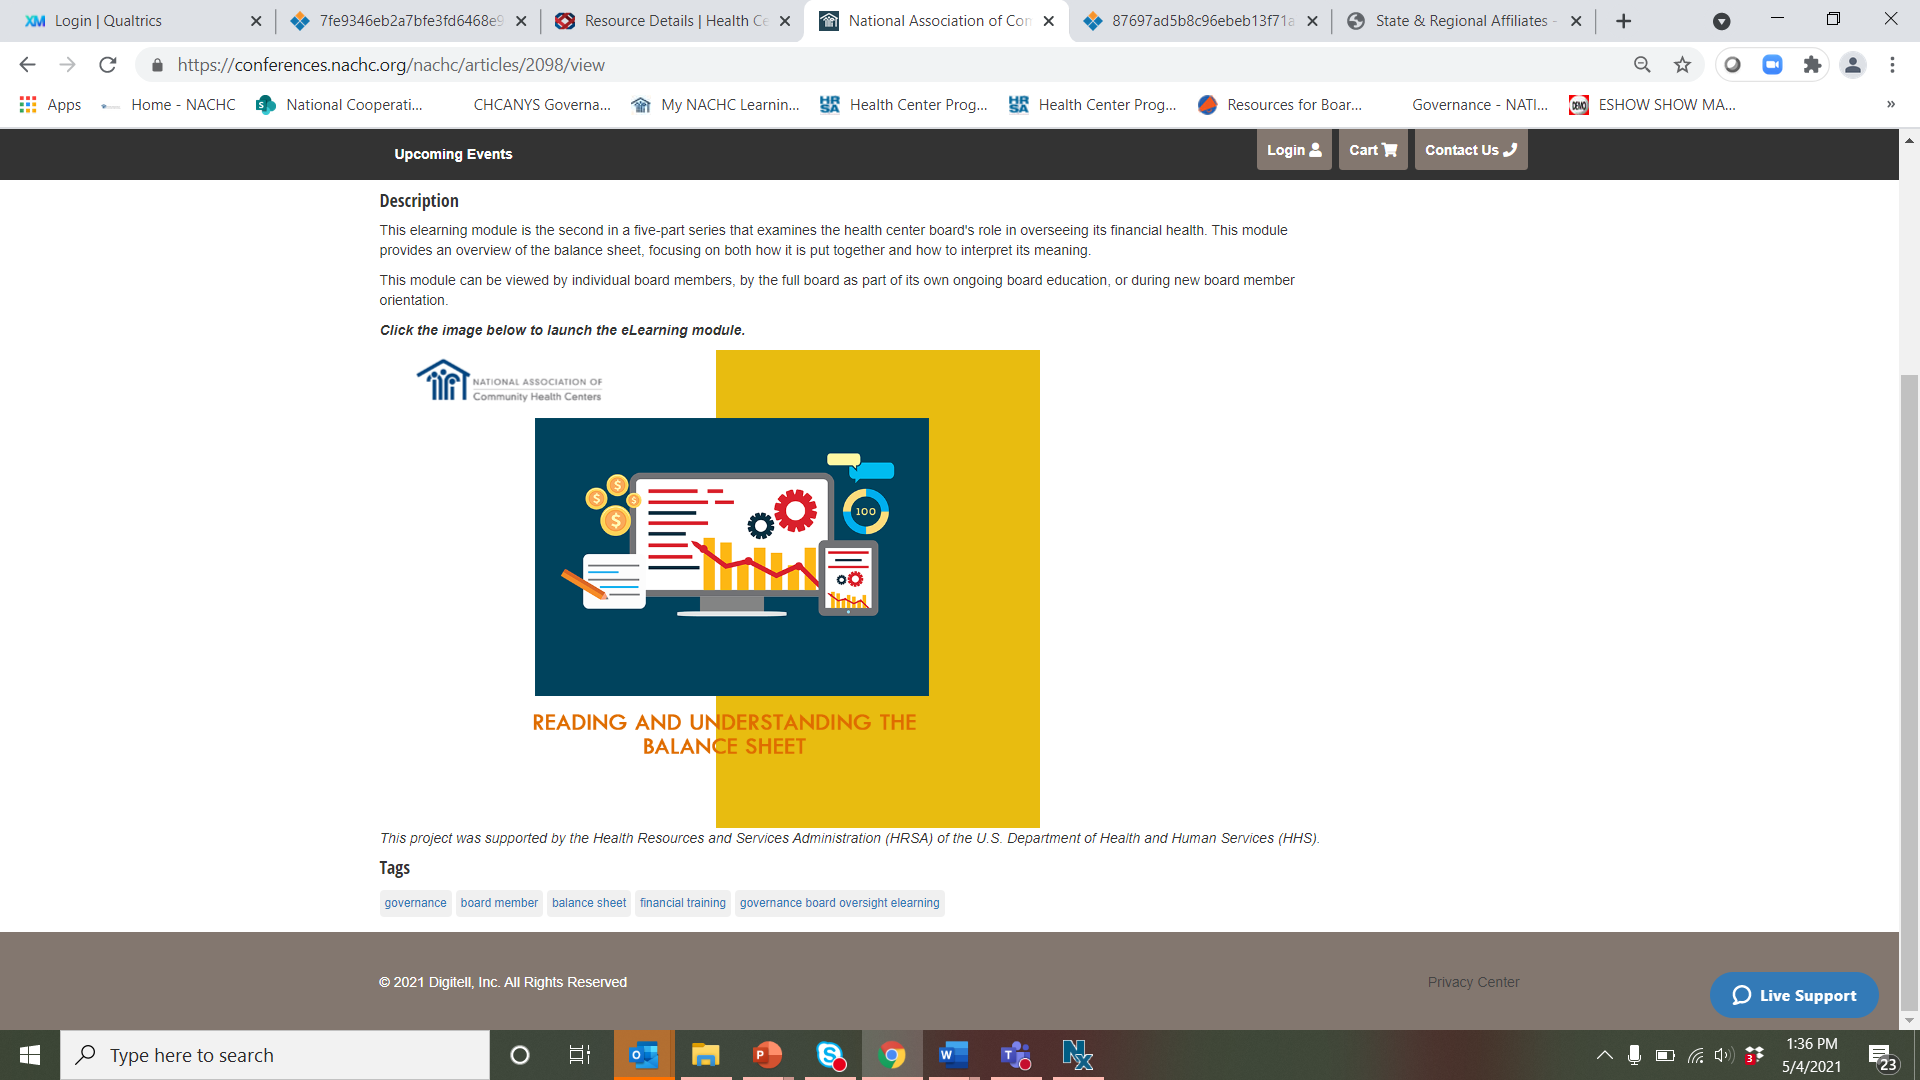 Login | Qualtrics
7fe9346eb2a7bfe3fd6468e9
Resource Details | Health Ce
National Association of Con
87697ad5b8c96ebeb13f71a
State & Regional Affiliates -
https://conferences.nachc.org/nachc/articles/2098/view
Apps
Home - NACHC
National Cooperati...
CHCANYS Governa...
My NACHC Learnin...
HRSA Health Center Prog...
HRSA Health Center Prog...
Resources for Boar...
Governance - NATI...
DEMO ESHOW SHOW MA...
»
Upcoming Events
Login
Cart
Contact Us
Description
This elearning module is the second in a five-part series that examines the health center board's role in overseeing its financial health. This module
provides an overview of the balance sheet, focusing on both how it is put together and how to interpret its meaning.
This module can be viewed by individual board members, by the full board as part of its own ongoing board education, or during new board member
orientation.
Click the image below to launch the eLearning module.
NATIONAL ASSOCIATION OF
Community Health Centers
100
READING AND UNDERSTANDING THE
BALANCE SHEET
This project was supported by the Health Resources and Services Administration (HRSA) of the U.S. Department of Health and Human Services (HHS).
Tags
governance
board member
balance sheet
financial training
governance board oversight elearning
© 2021 Digitell, Inc. All Rights Reserved
Privacy Center
Live Support
Type here to search
1:36 PM
5/4/2021
23